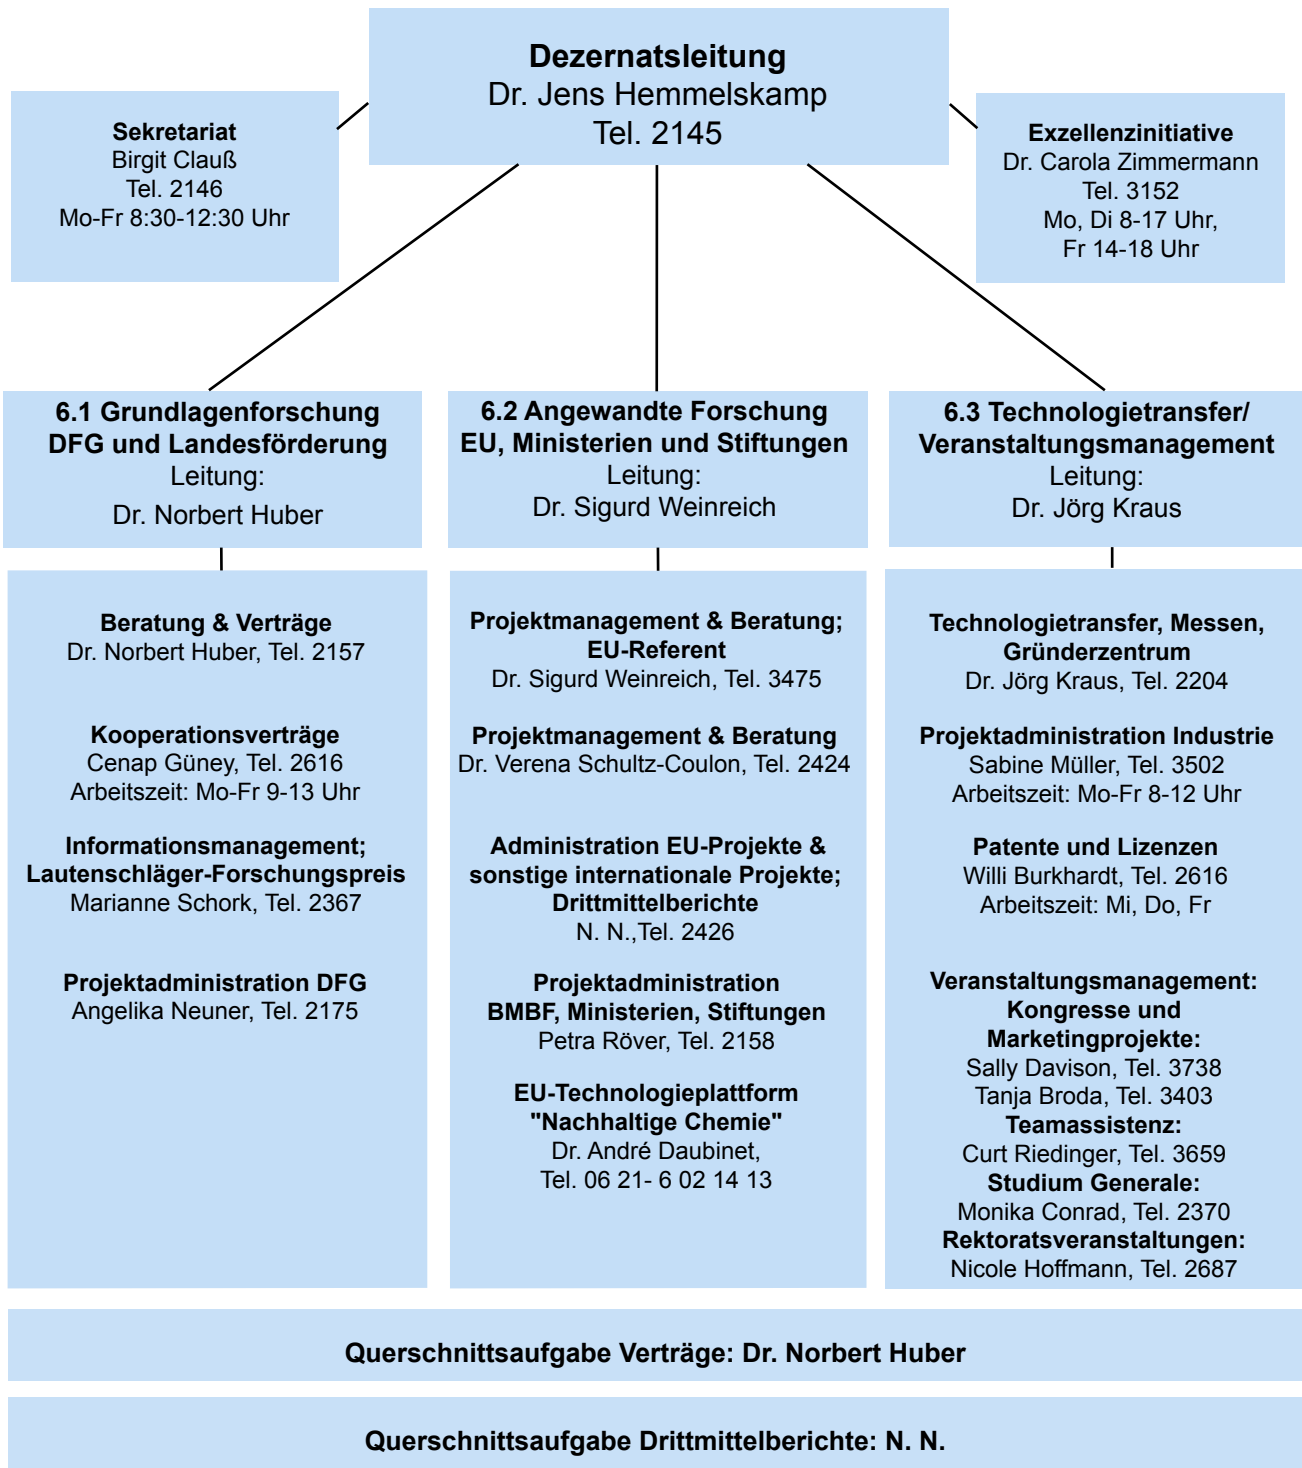 Dezernatsleitung
Dr. Jens Hemmelskamp
Tel. 2145
Sekretariat
Birgit Clauß
Tel. 2146
Mo-Fr 8:30-12:30 Uhr
Exzellenzinitiative
Dr. Carola Zimmermann
Tel. 3152
Mo, Di 8-17 Uhr,
Fr 14-18 Uhr
6.1 Grundlagenforschung
DFG und Landesförderung
Leitung:
Dr. Norbert Huber
6.2 Angewandte Forschung
EU, Ministerien und Stiftungen
Leitung:
Dr. Sigurd Weinreich
6.3 Technologietransfer/
Veranstaltungsmanagement
Leitung:
Dr. Jörg Kraus
Beratung & Verträge
Dr. Norbert Huber, Tel. 2157
Kooperationsverträge
Cenap Güney, Tel. 2616
Arbeitszeit: Mo-Fr 9-13 Uhr
Informationsmanagement;
Lautenschläger-Forschungspreis
Marianne Schork, Tel. 2367
Projektadministration DFG
Angelika Neuner, Tel. 2175
Projektmanagement & Beratung;
EU-Referent
Dr. Sigurd Weinreich, Tel. 3475
Projektmanagement & Beratung
Dr. Verena Schultz-Coulon, Tel. 2424
Administration EU-Projekte &
sonstige internationale Projekte;
Drittmittelberichte
N. N.,Tel. 2426
Projektadministration
BMBF, Ministerien, Stiftungen
Petra Röver, Tel. 2158
EU-Technologieplattform
"Nachhaltige Chemie"
Dr. André Daubinet,
Tel. 06 21- 6 02 14 13
Technologietransfer, Messen,
Gründerzentrum
Dr. Jörg Kraus, Tel. 2204
Projektadministration Industrie
Sabine Müller, Tel. 3502
Arbeitszeit: Mo-Fr 8-12 Uhr
Patente und Lizenzen
Willi Burkhardt, Tel. 2616
Arbeitszeit: Mi, Do, Fr
Veranstaltungsmanagement:
Kongresse und
Marketingprojekte:
Sally Davison, Tel. 3738
Tanja Broda, Tel. 3403
Teamassistenz:
Curt Riedinger, Tel. 3659
Studium Generale:
Monika Conrad, Tel. 2370
Rektoratsveranstaltungen:
Nicole Hoffmann, Tel. 2687
Querschnittsaufgabe Verträge: Dr. Norbert Huber
Querschnittsaufgabe Drittmittelberichte: N. N.